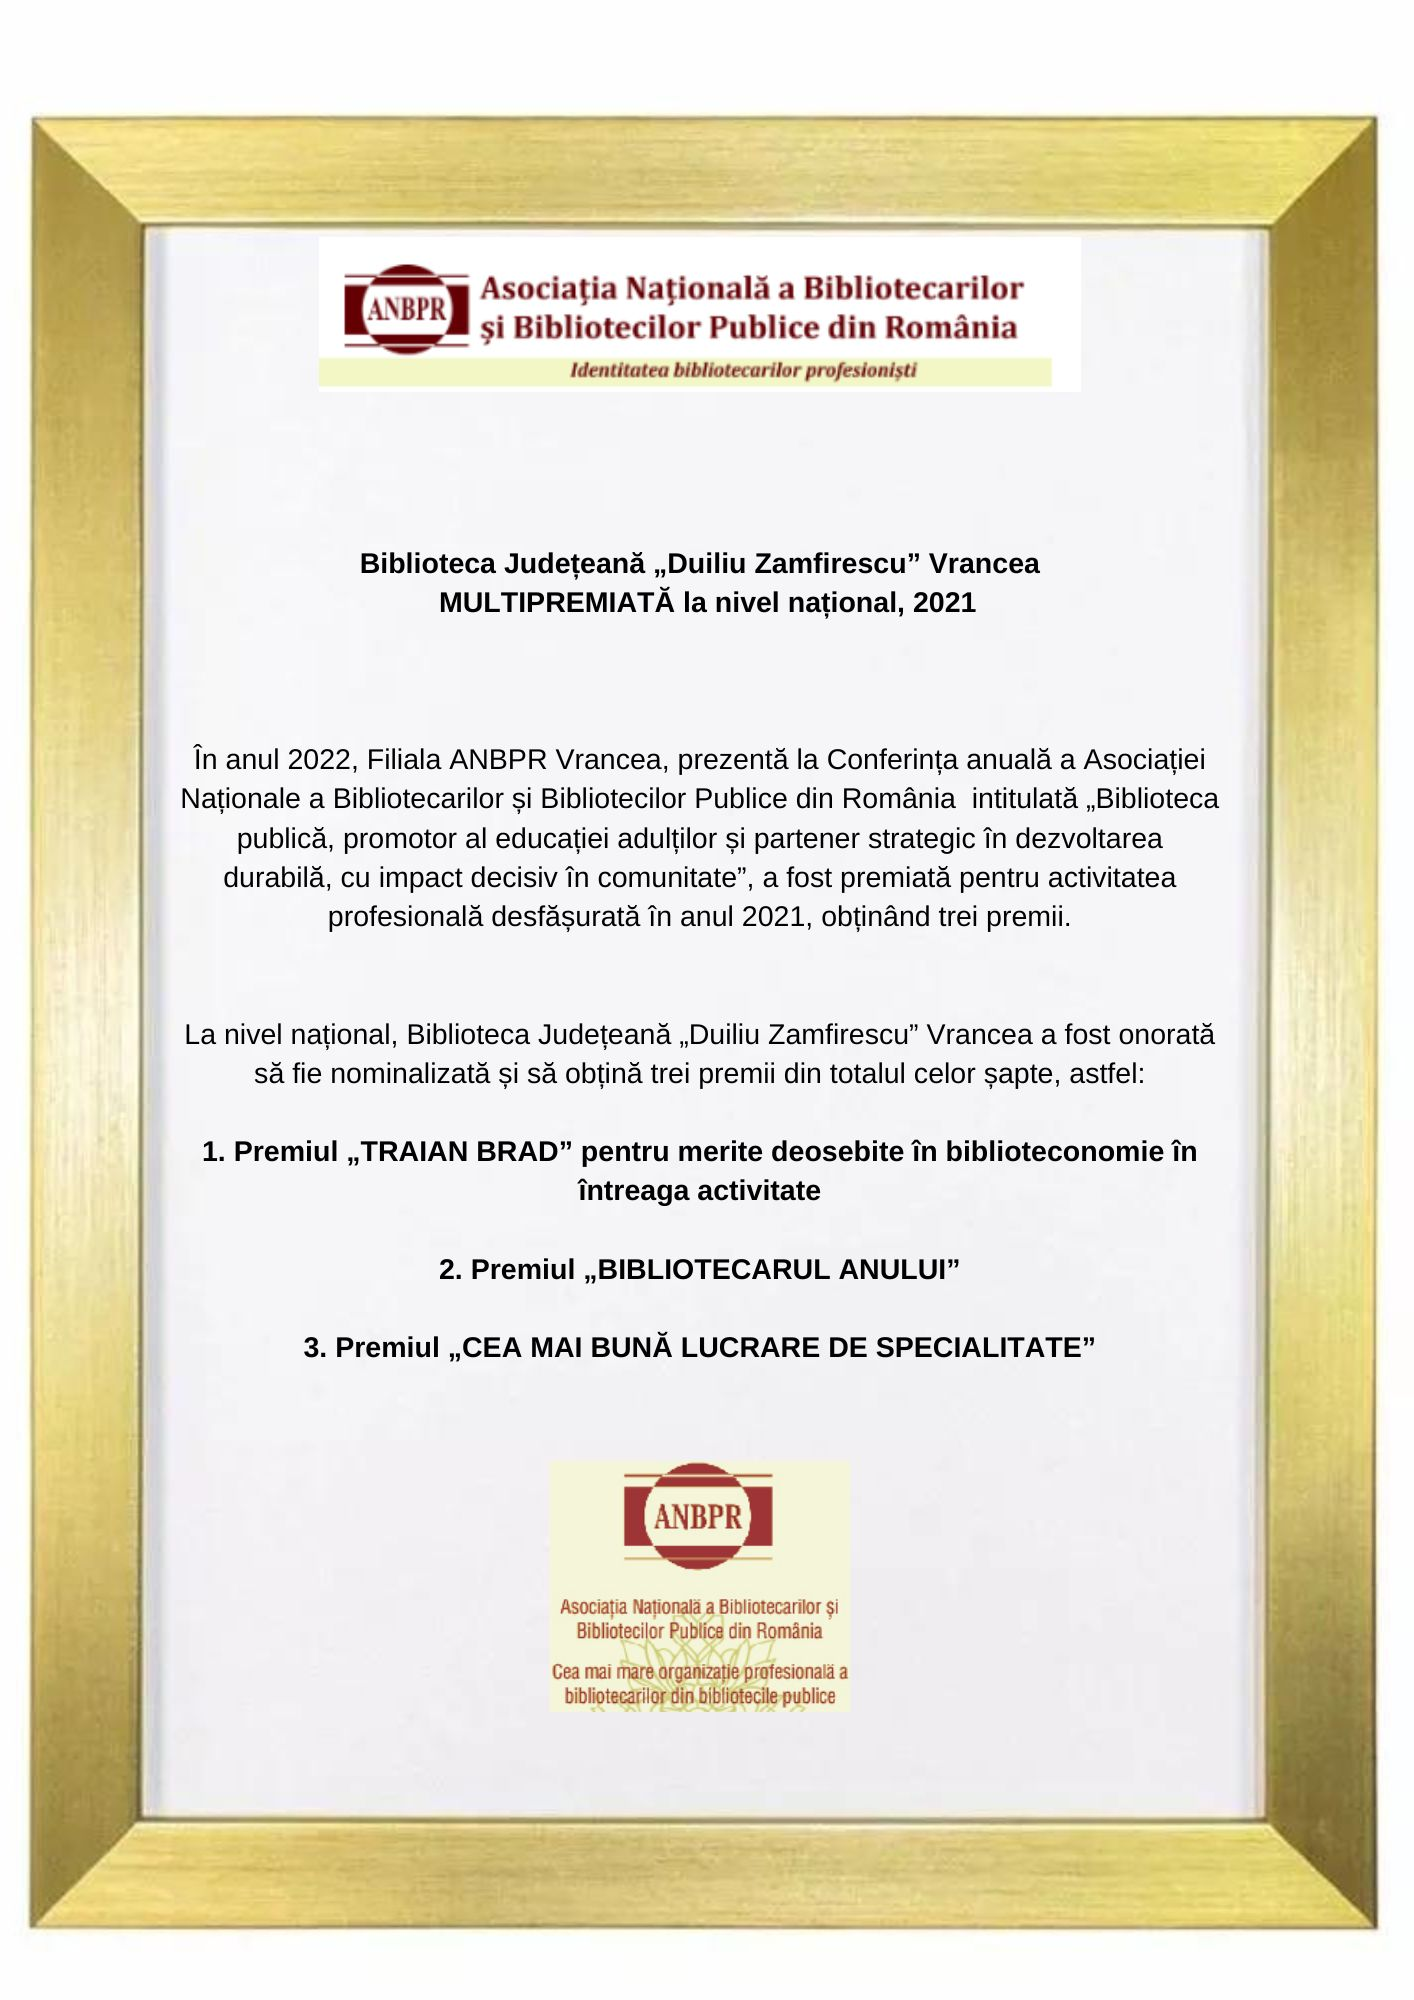 ANBPR
Asociația Națională a Bibliotecarilor
și Bibliotecilor Publice din România
Identitatea bibliotecarilor profesioniști
Biblioteca Județeană „Duiliu Zamfirescu” Vrancea
MULTIPREMIATĂ la nivel național, 2021
În anul 2022, Filiala ANBPR Vrancea, prezentă la Conferința anuală a Asociației
Naționale a Bibliotecarilor și Bibliotecilor Publice din România  intitulată „Biblioteca
publică, promotor al educației adulților și partener strategic în dezvoltarea
durabilă, cu impact decisiv în comunitate”, a fost premiată pentru activitatea
profesională desfășurată în anul 2021, obținând trei premii.
La nivel național, Biblioteca Județeană „Duiliu Zamfirescu” Vrancea a fost onorată
să fie nominalizată și să obțină trei premii din totalul celor șapte, astfel:
1. Premiul „TRAIAN BRAD” pentru merite deosebite în biblioteconomie în
întreaga activitate
2. Premiul „BIBLIOTECARUL ANULUI”
3. Premiul „CEA MAI BUNĂ LUCRARE DE SPECIALITATE”
ANBPR
Asociația Națională a Bibliotecarilor și
Bibliotecilor Publice din România
Cea mai mare organizație profesională a
bibliotecarilor din bibliotecile publice